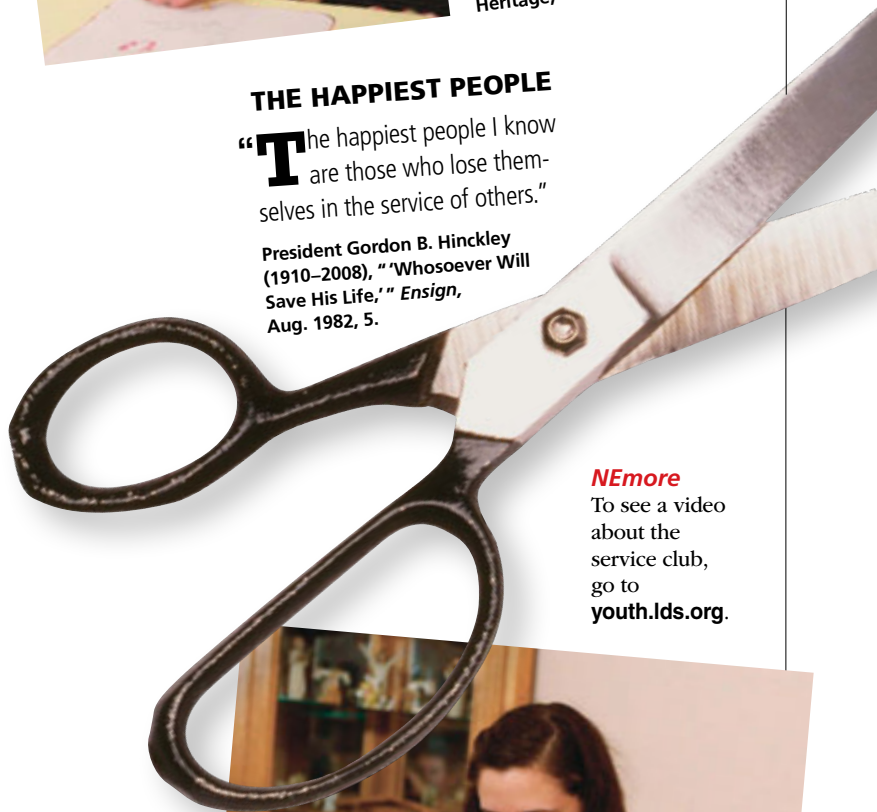 Heritage,
THE HAPPIEST PEOPLE
“The happiest people I know
are those who lose them-
selves in the service of others.”
President Gordon B. Hinckley
(1910–2008), “ ‘Whosoever Will
Save His Life,’ ” Ensign,
Aug. 1982, 5.
NEmore
To see a video
about the
service club,
go to
youth.lds.org.